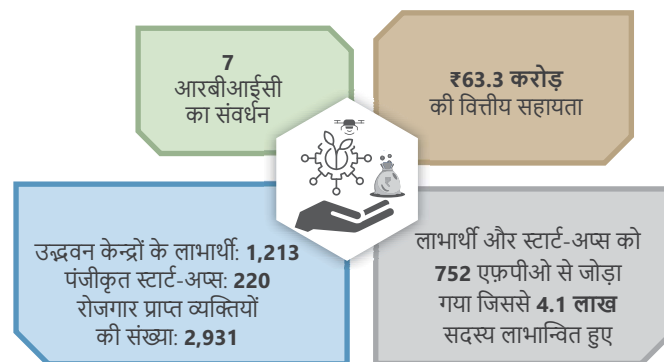 7
आरबीआईसी
का संवर्धन
₹63.3 करोड़
की वित्तीय सहायता
उद्भवन केन्द्रों के लाभार्थी: 1,213
पंजीकृत स्टार्ट-अप्स: 220
रोजगार प्राप्त व्यक्तियों
की संख्या: 2,931
लाभार्थी और स्टार्ट-अप्स को
752 एफ़पीओ से जोड़ा
गया जिससे 4.1 लाख
सदस्य लाभान्वित हुए